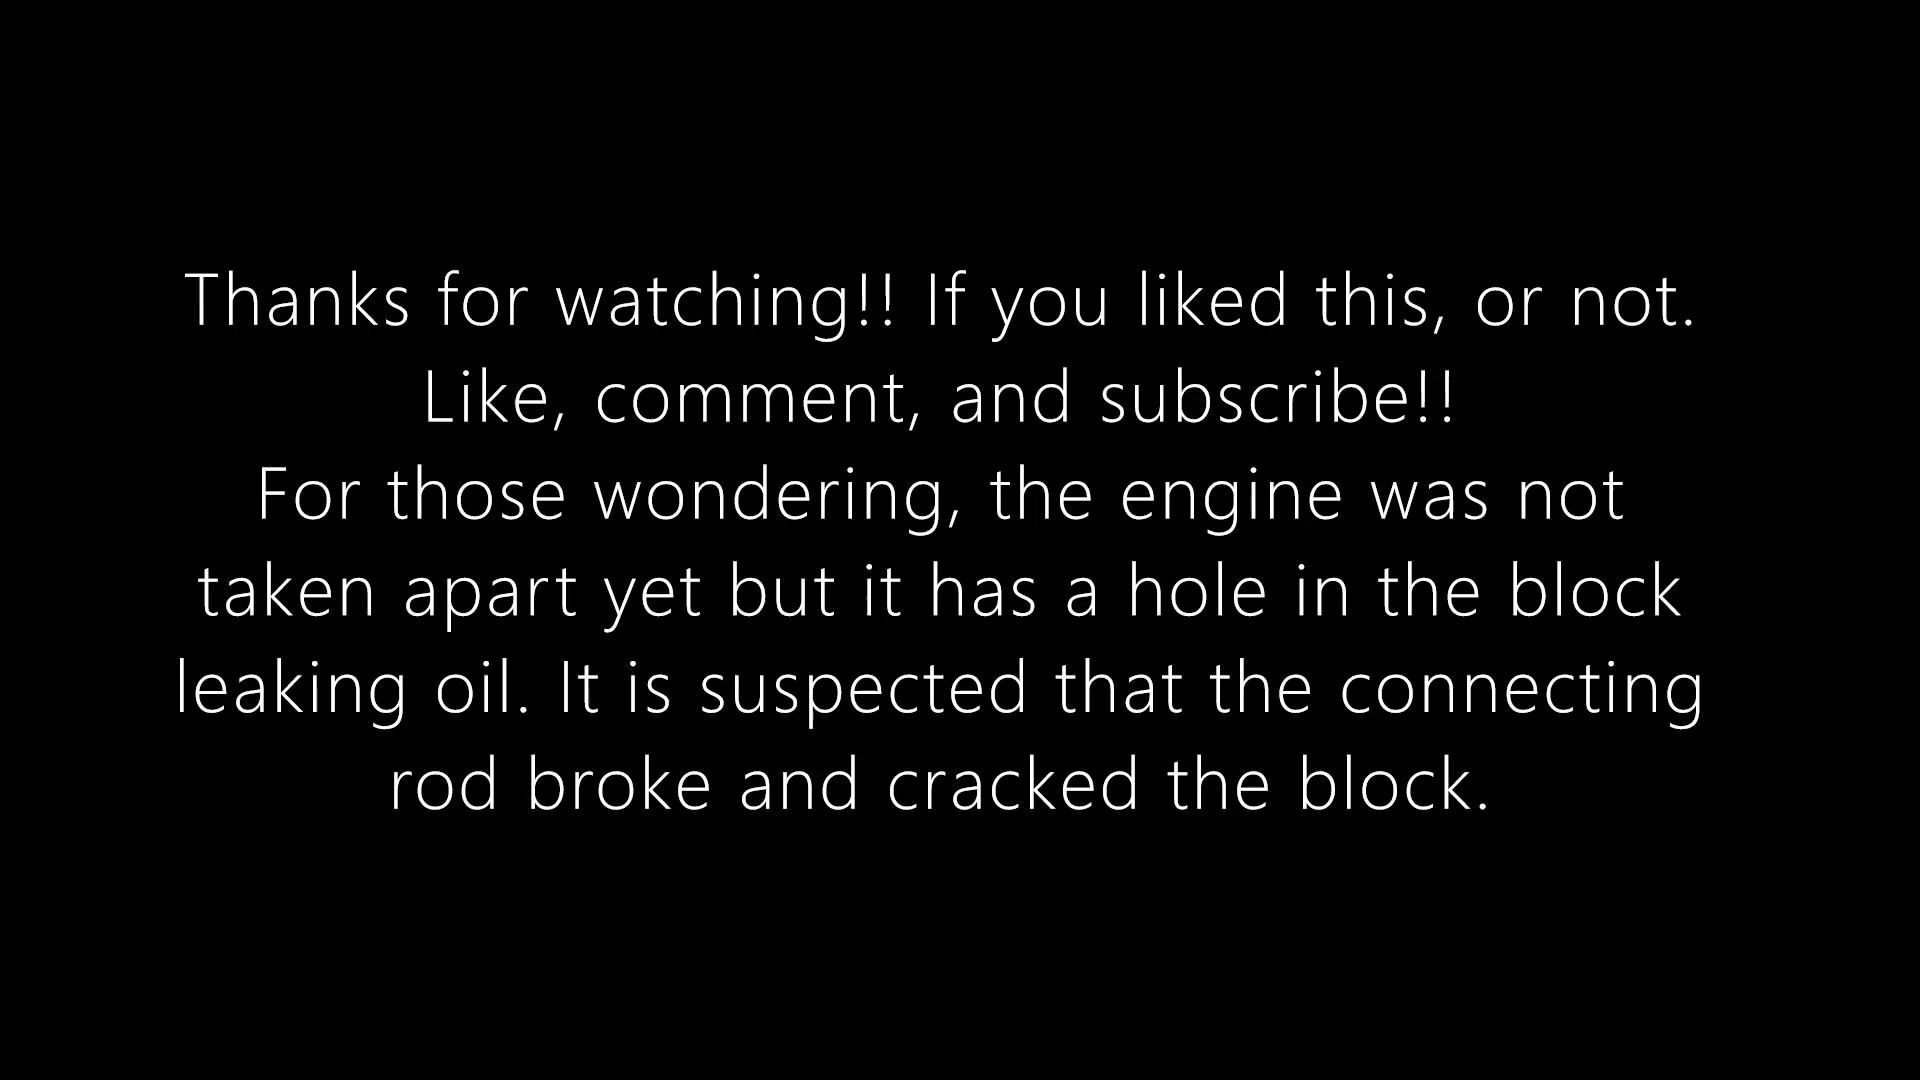 Thanks for watching!! If you liked this, or not.
Like, comment, and subscribe!!
For those wondering, the engine was not
taken apart yet but it has a hole in the block
leaking oil. It is suspected that the connecting
rod broke and cracked the block.